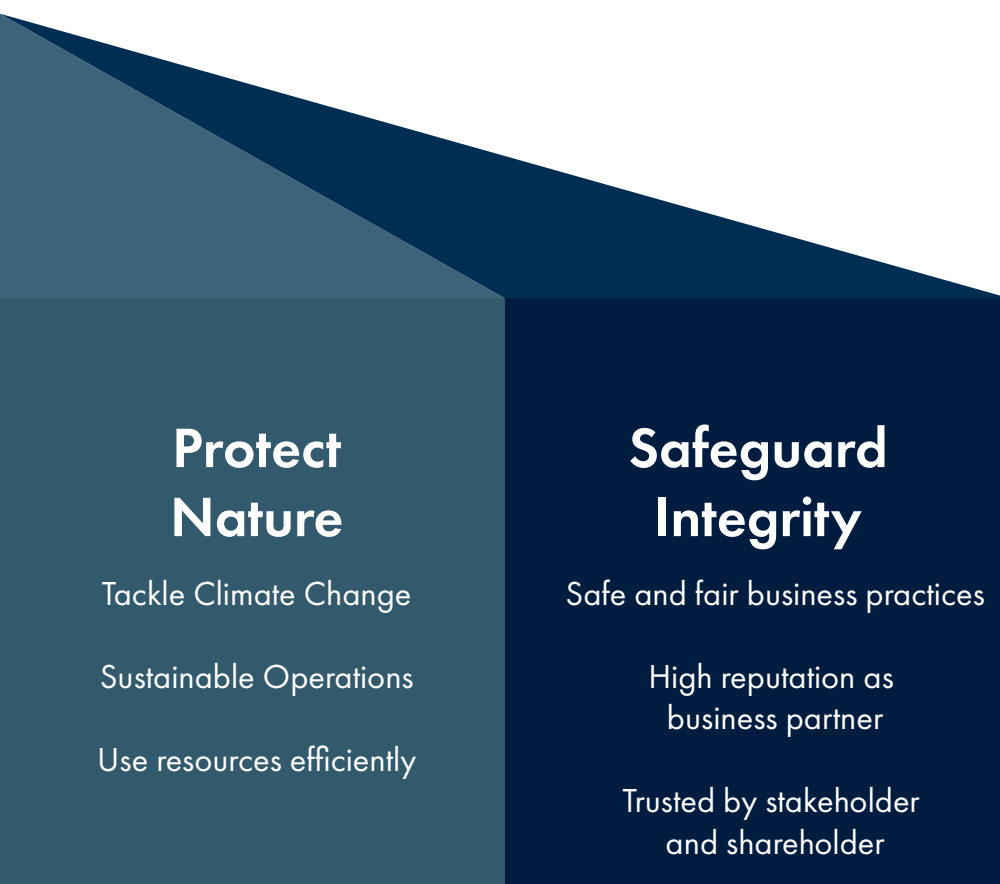 Protect
Nature
Tackle Climate Change
Sustainable Operations
Use resources efficiently
Safeguard
Integrity
Safe and fair business practices
High reputation as
business partner
Trusted by stakeholder
and shareholder